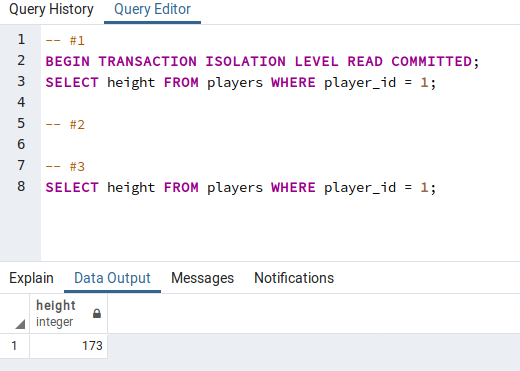 Query History Query Editor
1 -- #1
2 BEGIN TRANSACTION ISOLATION LEVEL READ COMMITTED;
3 SELECT height FROM players WHERE player_id = 1;
4
5 -- #2
6
7 -- #3
8 SELECT height FROM players WHERE player_id = 1;
Explain Data Output Messages Notifications
height
integer
1 173